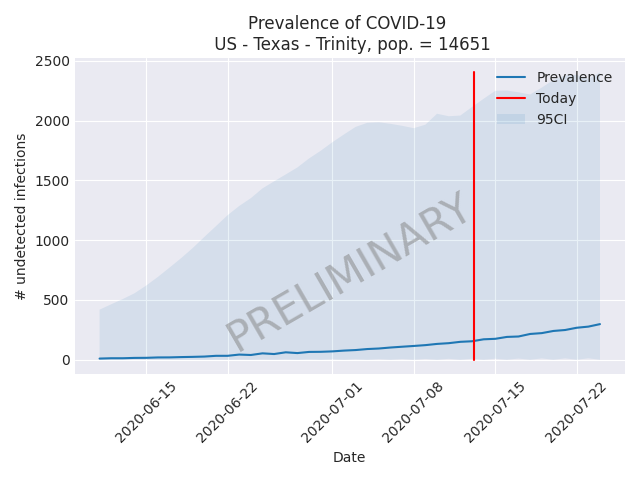 Prevalence of COVID-19
US - Texas - Trinity, pop. = 14651
2500
2000
1500
1000
500
0
# undetected infections
Prevalence
Today
95CI
PRELIMINARY
2020-06-15
2020-06-22
2020-07-01
2020-07-08
2020-07-15
2020-07-22
Date